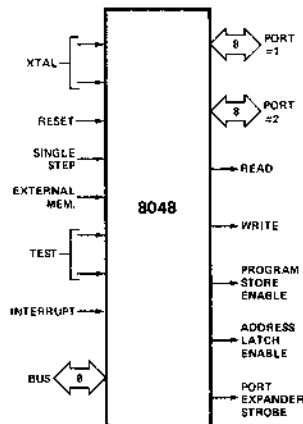 XTAL
RESET
SINGLE
STEP
EXTERNAL
MEM.
TEST
INTERRUPT
BUS
8
8048
8
PORT
=1
8
PORT
=2
READ
WRITE
PROGRAM
STORE
ENABLE
ADDRESS
LATCH
ENABLE
PORT
EXPANDER
STROBE